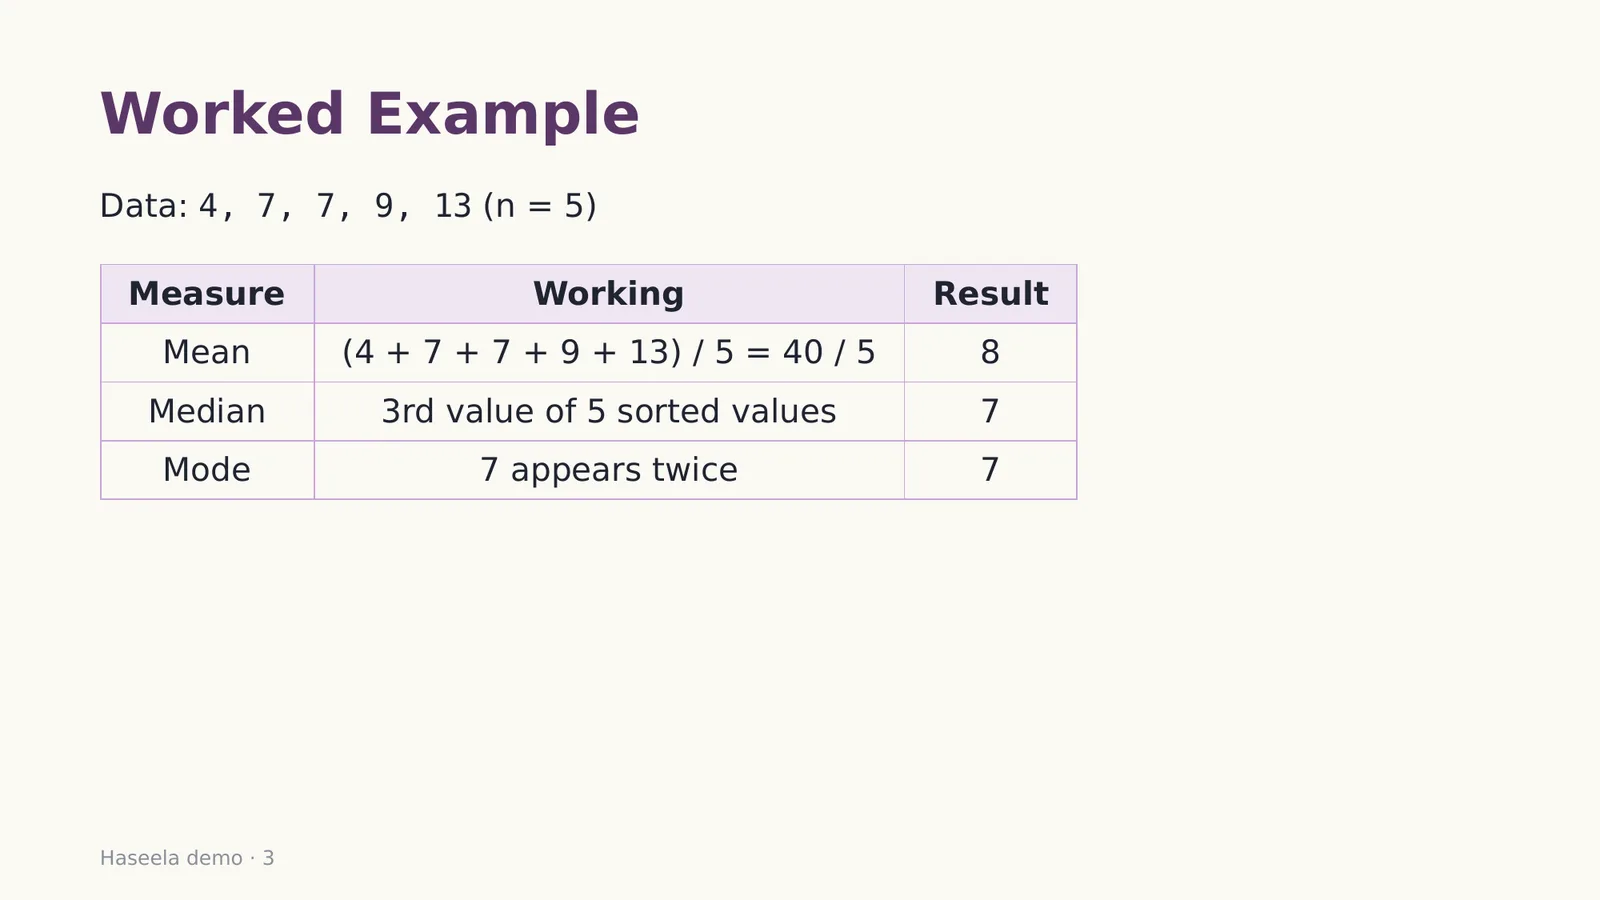 Worked Example
Data: 4, 7, 7, 9, 13 (n = 5)
Measure Working Result
Mean (4 + 7 + 7 + 9 + 13) / 5 = 40 / 5 8
Median 3rd value of 5 sorted values 7
Mode 7 appears twice 7
Haseela demo · 3